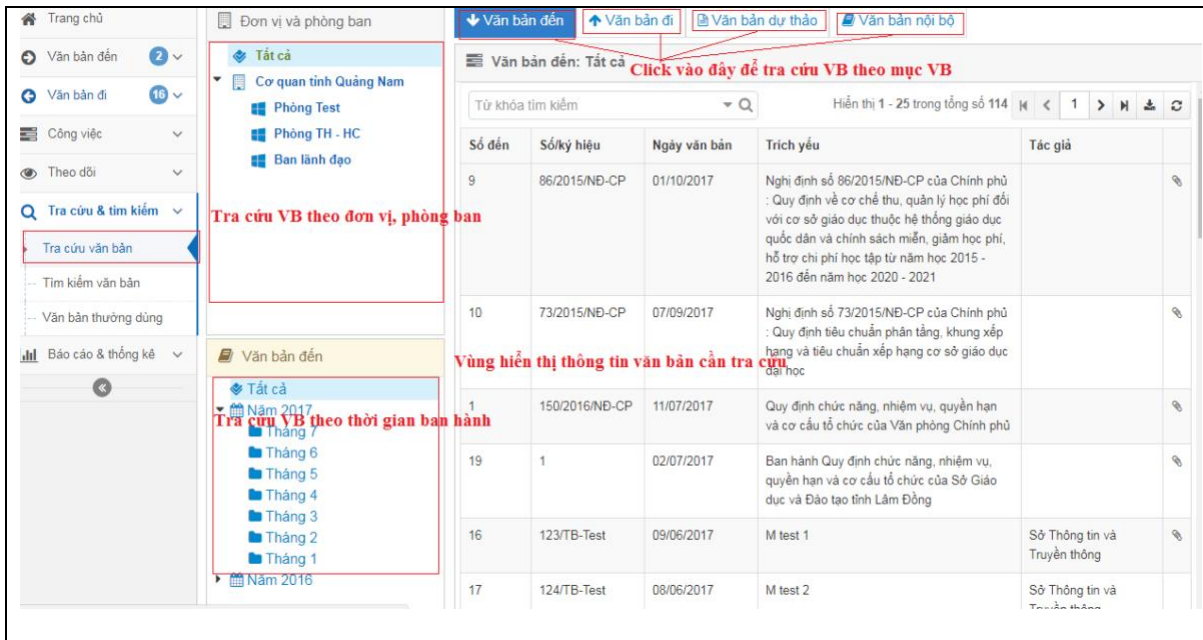 Trang chủ
Văn bản đến 2
Văn bản đi 16
Công việc
Theo dõi
Tra cứu & tìm kiếm
Tra cứu văn bản
Tìm kiếm văn bản
Văn bản thường dùng
Báo cáo & thống kê
Đơn vị và phòng ban
Tất cả
Cơ quan tỉnh Quảng Nam
Phòng Test
Phòng TH - HC
Ban lãnh đạo
Tra cứu VB theo đơn vị, phòng ban
Văn bản đến
Tất cả
Năm 2017
Tra cứu VB theo thời gian ban hành
Tháng 7
Tháng 6
Tháng 5
Tháng 4
Tháng 3
Tháng 2
Tháng 1
Năm 2016
Văn bản đến Văn bản đi Văn bản dự thảo Văn bản nội bộ
Văn bản đến: Tất cả
Click vào đây để tra cứu VB theo mục VB
Từ khóa tìm kiếm
Hiển thị 1 - 25 trong tổng số 114 1
Số đến Số/ký hiệu Ngày văn bản Trích yếu Tác giả
9 86/2015/NĐ-CP 01/10/2017 Nghị định số 86/2015/NĐ-CP của Chính phủ
: Quy định về cơ chế thu, quản lý học phí đối
với cơ sở giáo dục thuộc hệ thống giáo dục
quốc dân và chính sách miễn, giảm học phí,
hỗ trợ chi phí học tập từ năm học 2015 -
2016 đến năm học 2020 - 2021
10 73/2015/NĐ-CP 07/09/2017 Nghị định số 73/2015/NĐ-CP của Chính phủ
: Quy định tiêu chuẩn phân tầng, khung xếp
hạng và tiêu chuẩn xếp hạng cơ sở giáo dục
đại học
Vùng hiển thị thông tin văn bản cần tra cứu
1 150/2016/NĐ-CP 11/07/2017 Quy định chức năng, nhiệm vụ, quyền hạn
và cơ cấu tổ chức của Văn phòng Chính phủ
19 1 02/07/2017 Ban hành Quy định chức năng, nhiệm vụ,
quyền hạn và cơ cấu tổ chức của Sở Giáo
dục và Đào tạo tỉnh Lâm Đồng
16 123/TB-Test 09/06/2017 M test 1 Sở Thông tin và
Truyền thông
17 124/TB-Test 08/06/2017 M test 2 Sở Thông tin và
Truyền thông